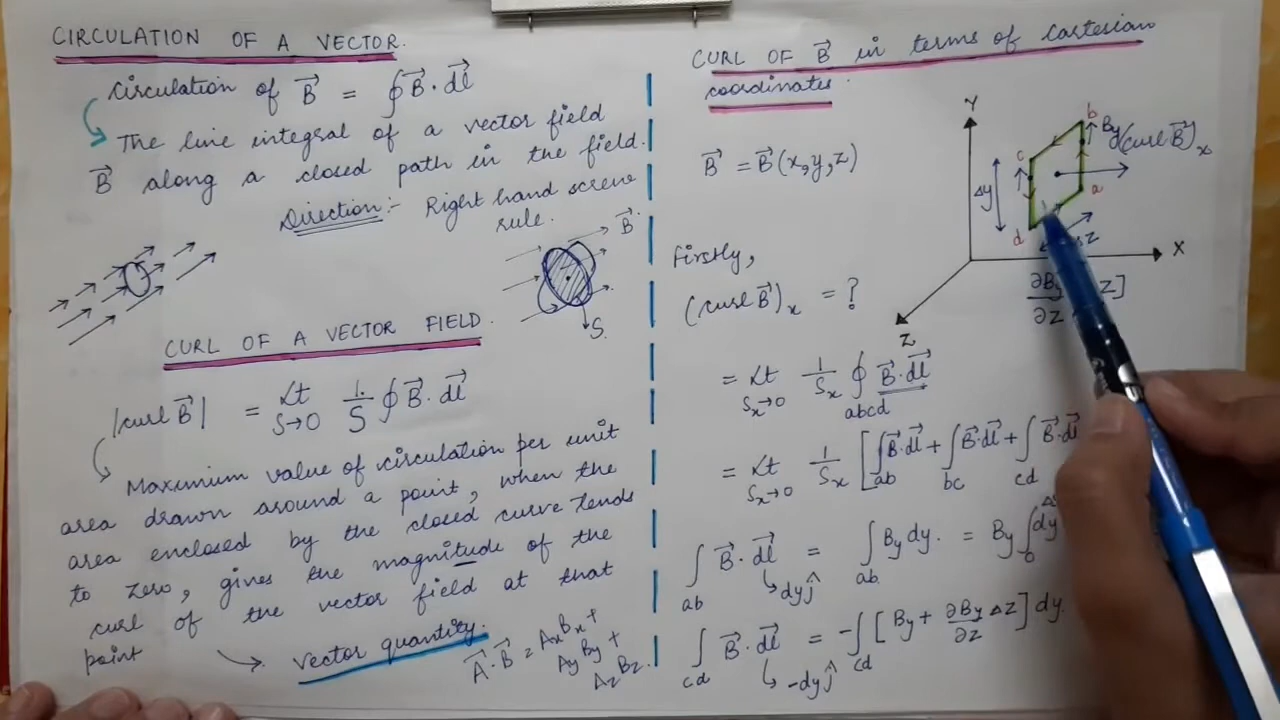 CIRCULATION OF A VECTOR.
Circulation of B⃗ = ∮B⃗·dl⃗
The line integral of a vector field
B⃗ along a closed path in the field.
Direction:- Right hand screw
rule.
B⃗
S
CURL OF A VECTOR FIELD.
|curl B⃗| = Lt 1/S ∮ B⃗·dl⃗
S→0
Maximum value of circulation per unit
area drawn around a point, when the
area enclosed by the closed curve tends
to zero, gives the magnitude of the
curl of the vector field at that
point → Vector quantity.
A⃗·B⃗ = AxBx +
AyBy +
AzBz.
CURL OF B⃗ in terms of Cartesian
coordinates.
B⃗ = B⃗(x,y,z)
Y
b
By
(curl B⃗)x
c
Δy
a
d
z
X
Z
∂By
∂z
z]
Firstly,
(curl B⃗)x = ?
= Lt 1/Sx ∮ B⃗·dl⃗
Sx→0 abcd
= Lt 1/Sx [∫B⃗·dl⃗ + ∫B⃗·dl⃗ + ∫B⃗·dl⃗
Sx→0 ab bc cd
∫ B⃗·dl⃗ = ∫ By dy. = By ∫dy
ab dyĵ ab 0 Δ
∫ B⃗·dl⃗ = -∫ [By + ∂By/∂z Δz] dy.
cd -dyĵ cd